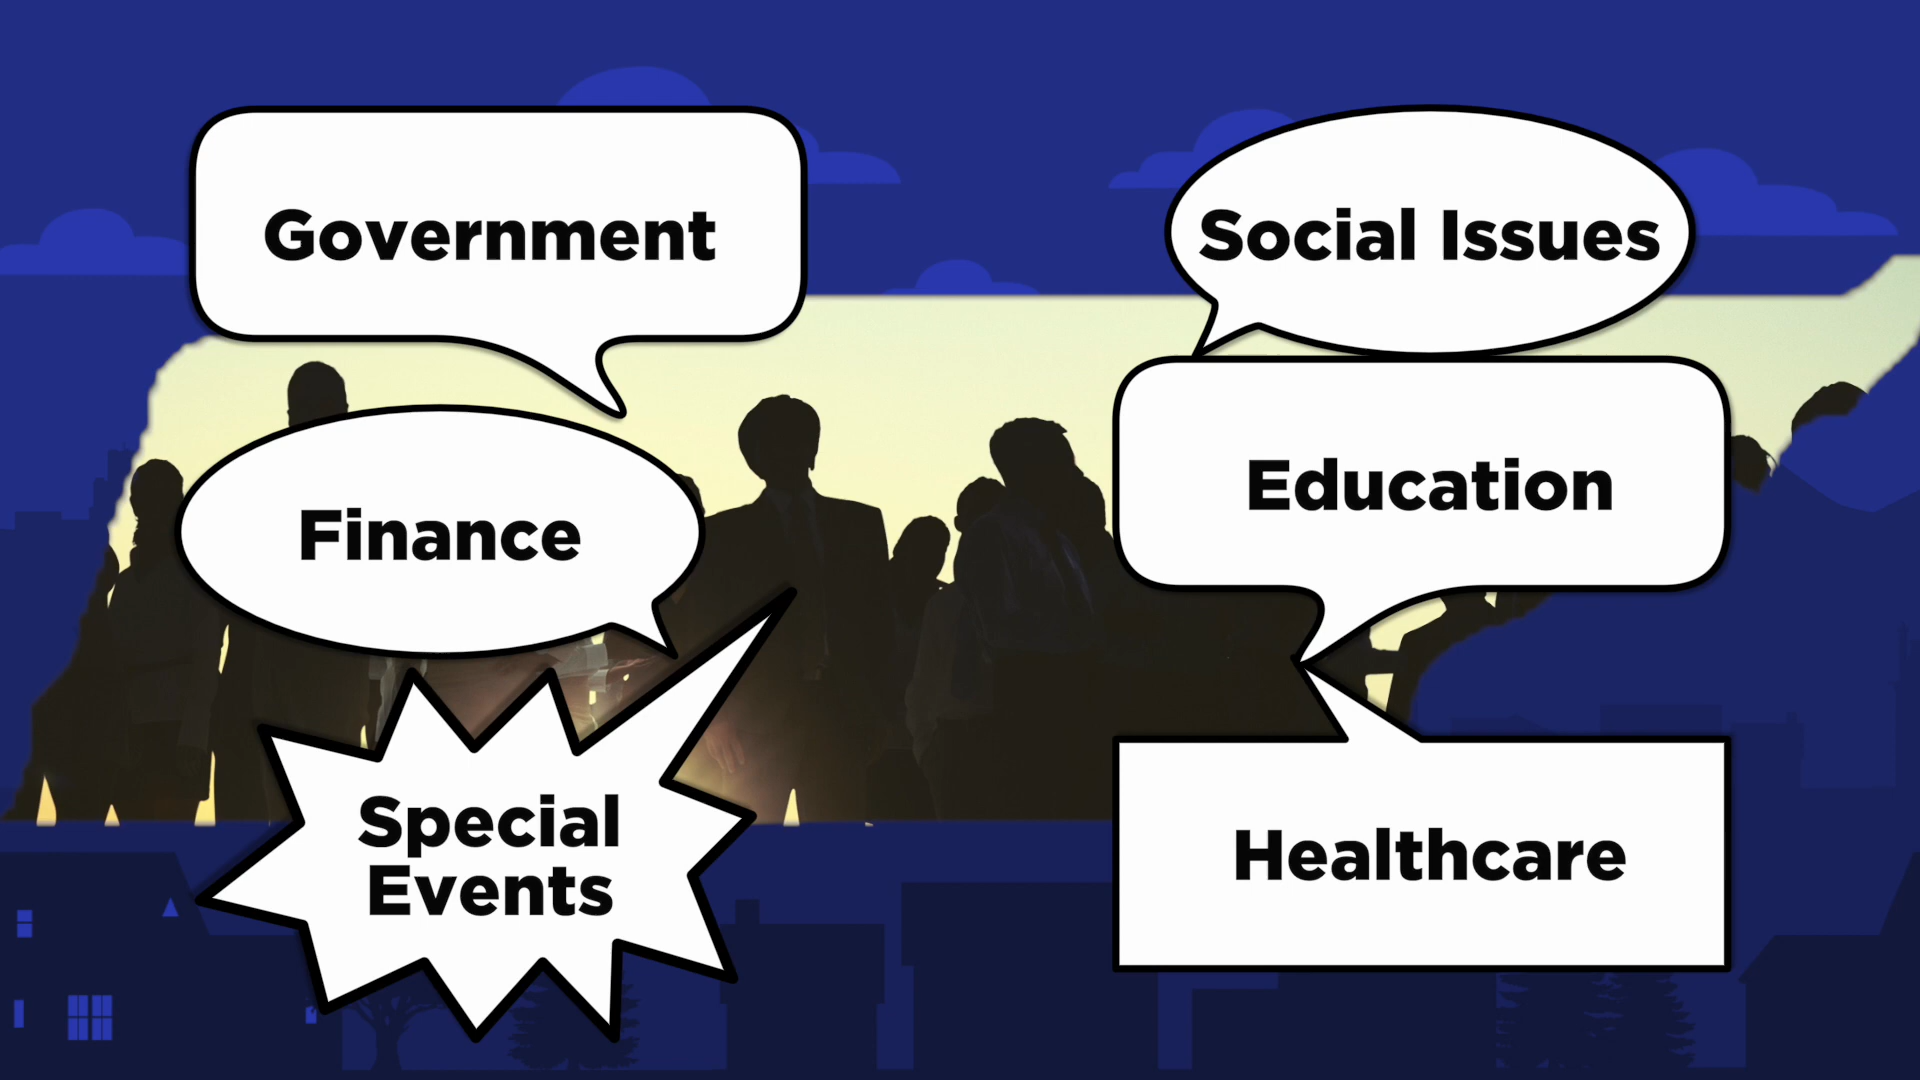 Government
Finance
Special
Events
Social Issues
Education
Healthcare